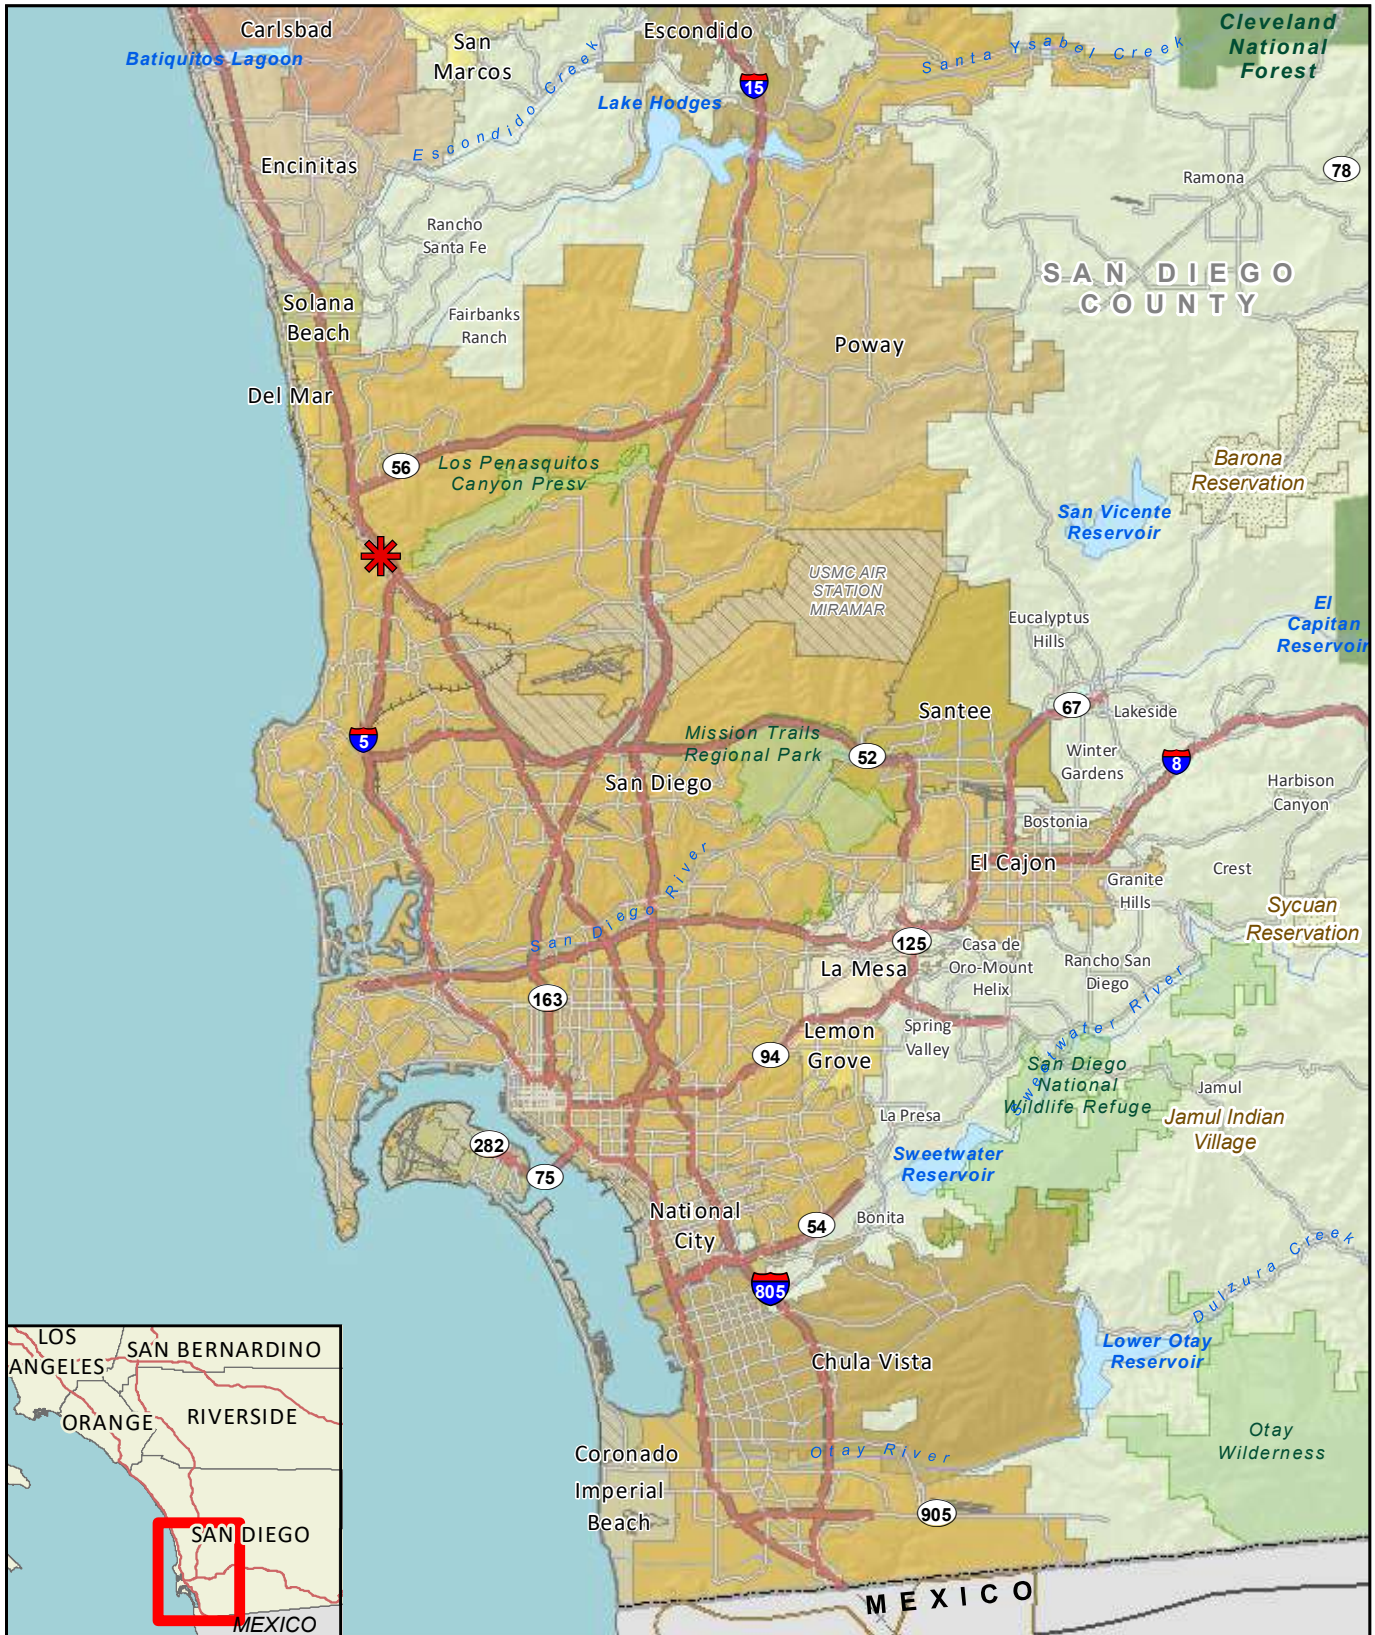 Carlsbad
San
Marcos
Escondido
Cleveland
National
Forest
Batiquitos Lagoon
Escondido Creek
Santa Ysabel Creek
15
Lake Hodges
Encinitas
Ramona
78
Rancho
Santa Fe
SAN DIEGO
COUNTY
Solana
Beach
Fairbanks
Ranch
Poway
Del Mar
56
Los Penasquitos
Canyon Presv
Barona
Reservation
San Vicente
Reservoir
USMC AIR
STATION
MIRAMAR
Eucalyptus
Hills
El
Capitan
Reservoir
67
Lakeside
Santee
5
Mission Trails
Regional Park
52
Winter
Gardens
8
San Diego
Harbison
Canyon
Bostonia
El Cajon
Granite
Hills
Crest
San Diego River
Sycuan
Reservation
125
La Mesa
Casa de
Oro-Mount
Helix
Rancho San
Diego
163
Lemon
Grove
Spring
Valley
Sweetwater River
94
San Diego
National
Wildlife Refuge
Jamul
La Presa
Jamul Indian
Village
282
75
Sweetwater
Reservoir
National
City
54
Bonita
Dulzura Creek
805
Chula Vista
Lower Otay
Reservoir
Otay River
Otay
Wilderness
Coronado
Imperial
Beach
905
MEXICO
LOS
ANGELES
SAN BERNARDINO
ORANGE
RIVERSIDE
SAN DIEGO
MEXICO